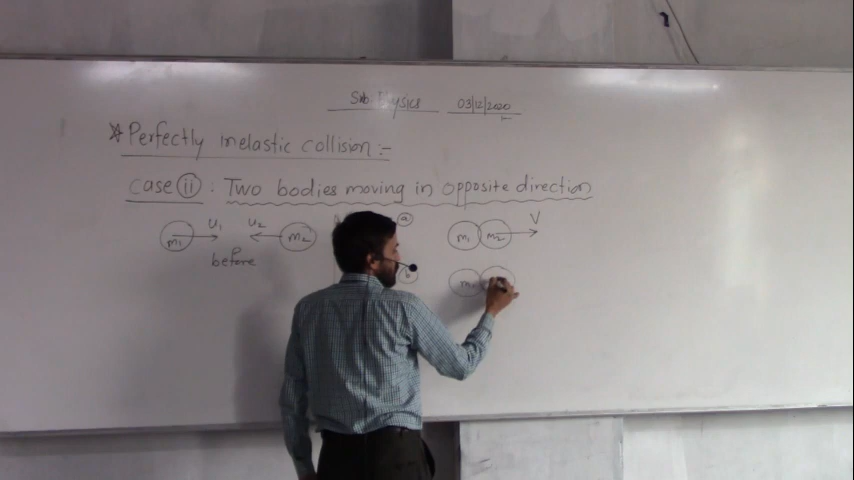 Sub Physics 03/12/2020
* Perfectly inelastic collision :-
case (ii) : Two bodies moving in opposite direction
m1 u1 u2 m2 (a) m1 m2 V
before
m1